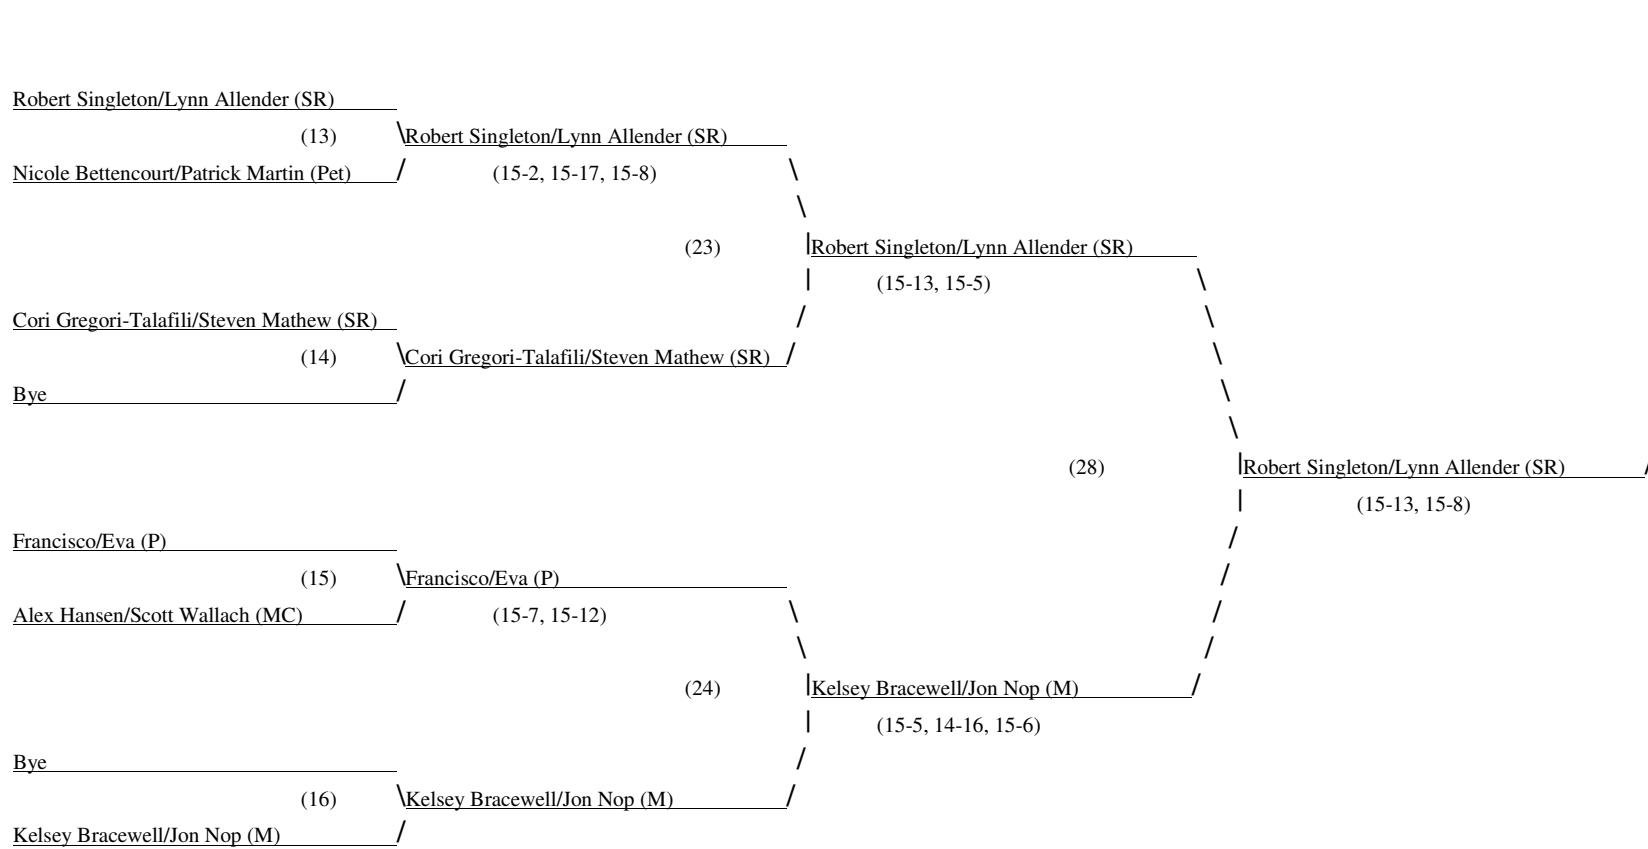 Robert Singleton/Lynn Allender (SR)
(13) Robert Singleton/Lynn Allender (SR)
Nicole Bettencourt/Patrick Martin (Pet) (15-2, 15-17, 15-8)
(23) Robert Singleton/Lynn Allender (SR)
(15-13, 15-5)
Cori Gregori-Talafili/Steven Mathew (SR)
(14) Cori Gregori-Talafili/Steven Mathew (SR)
Bye
(28) Robert Singleton/Lynn Allender (SR)
(15-13, 15-8)
Francisco/Eva (P)
(15) Francisco/Eva (P)
Alex Hansen/Scott Wallach (MC) (15-7, 15-12)
(24) Kelsey Bracewell/Jon Nop (M)
(15-5, 14-16, 15-6)
Bye
(16) Kelsey Bracewell/Jon Nop (M)
Kelsey Bracewell/Jon Nop (M)